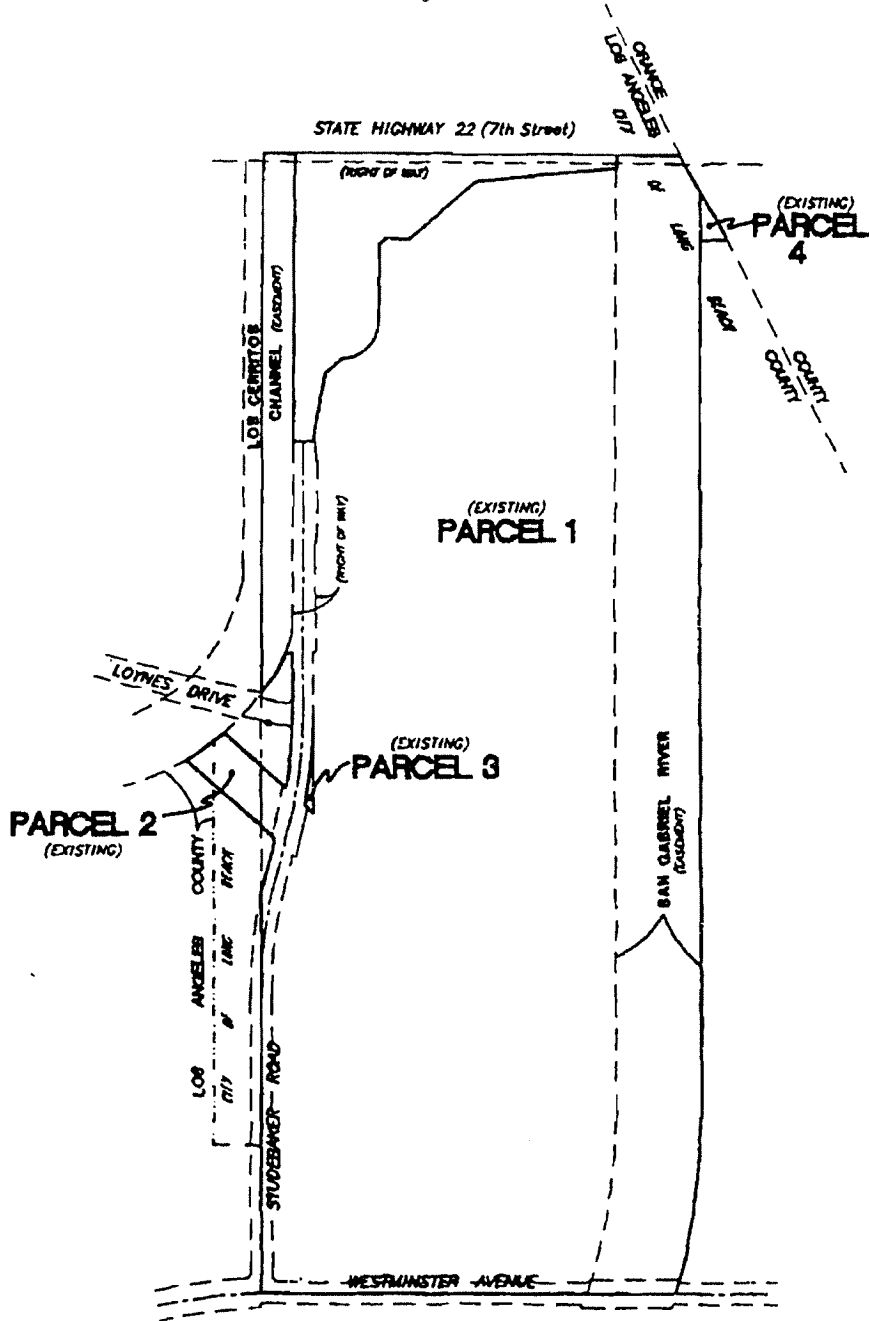 ORANGE
LOS ANGELES
CITY
STATE HIGHWAY 22 (7th Street)
(RIGHT OF WAY)
(EXISTING)
PARCEL
4
LONG
BEACH
COUNTY
COUNTY
LOS CERRITOS
CHANNEL (EASEMENT)
(RIGHT OF WAY)
(EXISTING)
PARCEL 1
LOYNES DRIVE
(EXISTING)
PARCEL 3
PARCEL 2
(EXISTING)
SAN GABRIEL RIVER
(EASEMENT)
LOS ANGELES COUNTY
CITY OF LONG BEACH
STUDEBAKER ROAD
WESTMINSTER AVENUE